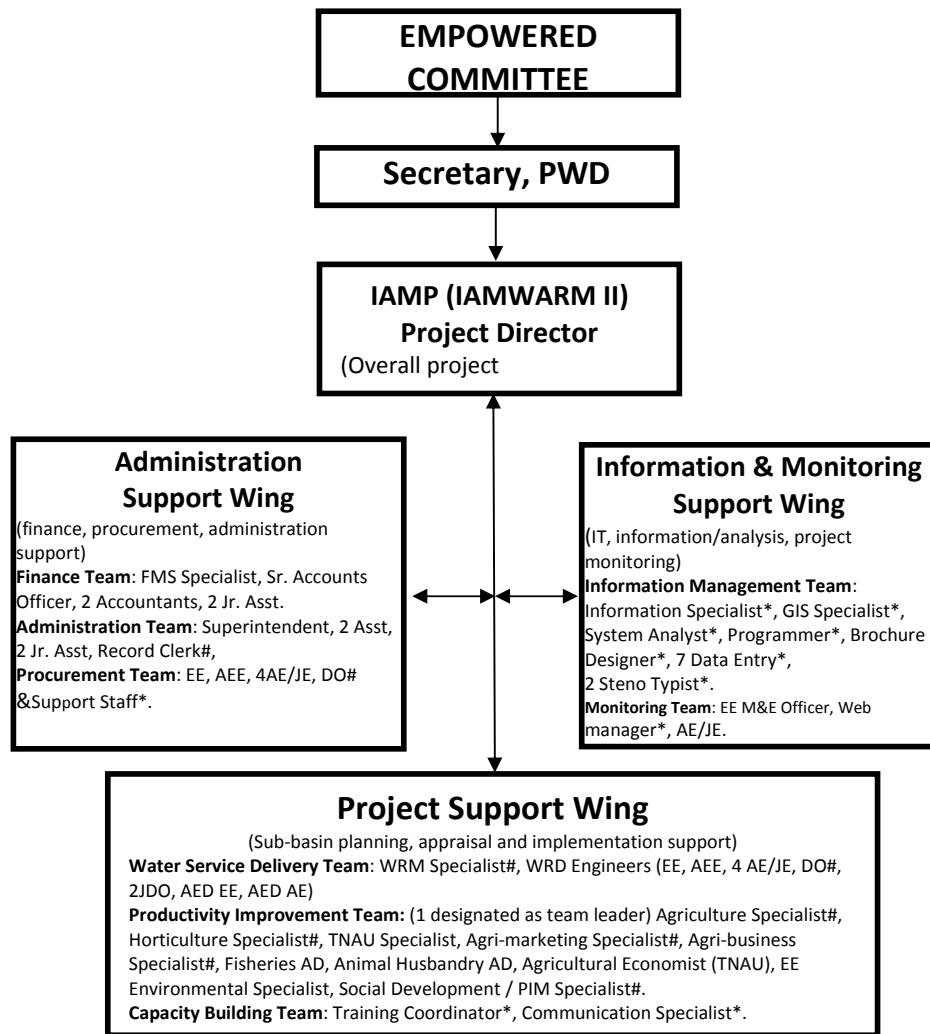 EMPOWERED
COMMITTEE
Secretary, PWD
IAMP (IAMWARM II)
Project Director
(Overall project
Administration
Support Wing
(finance, procurement, administration
support)
Finance Team: FMS Specialist, Sr. Accounts
Officer, 2 Accountants, 2 Jr. Asst.
Administration Team: Superintendent, 2 Asst,
2 Jr. Asst, Record Clerk#,
Procurement Team: EE, AEE, 4AE/JE, DO#
&Support Staff*.
Information & Monitoring
Support Wing
(IT, information/analysis, project
monitoring)
Information Management Team:
Information Specialist*, GIS Specialist*,
System Analyst*, Programmer*, Brochure
Designer*, 7 Data Entry*,
2 Steno Typist*.
Monitoring Team: EE M&E Officer, Web
manager*, AE/JE.
Project Support Wing
(Sub-basin planning, appraisal and implementation support)
Water Service Delivery Team: WRM Specialist#, WRD Engineers (EE, AEE, 4 AE/JE, DO#,
2JDO, AED EE, AED AE)
Productivity Improvement Team: (1 designated as team leader) Agriculture Specialist#,
Horticulture Specialist#, TNAU Specialist, Agri-marketing Specialist#, Agri-business
Specialist#, Fisheries AD, Animal Husbandry AD, Agricultural Economist (TNAU), EE
Environmental Specialist, Social Development / PIM Specialist#.
Capacity Building Team: Training Coordinator*, Communication Specialist*.